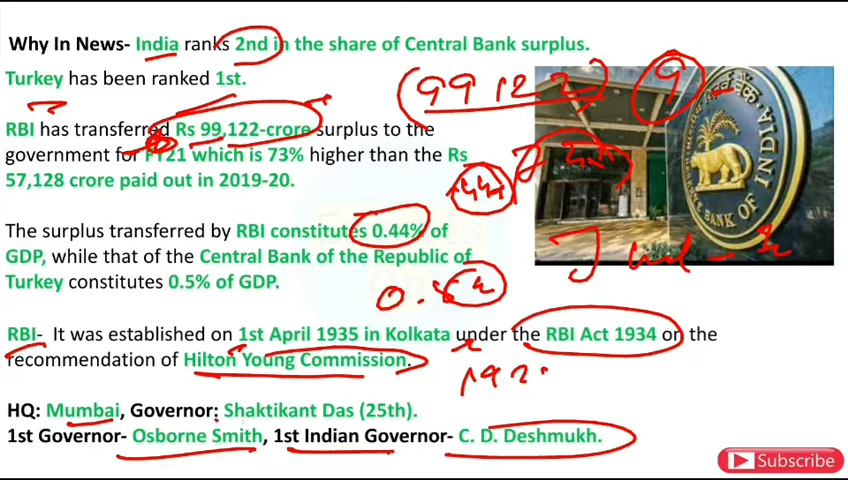 Why In News- India ranks 2nd in the share of Central Bank surplus.
Turkey has been ranked 1st.
99122
9
RBI has transferred Rs 99,122-crore surplus to the
government for FY21 which is 73% higher than the Rs
57,128 crore paid out in 2019-20.
The surplus transferred by RBI constitutes 0.44% of
GDP, while that of the Central Bank of the Republic of
Turkey constitutes 0.5% of GDP.
RBI- It was established on 1st April 1935 in Kolkata under the RBI Act 1934 on the
recommendation of Hilton Young Commission.
HQ: Mumbai, Governor: Shaktikant Das (25th).
1st Governor- Osborne Smith, 1st Indian Governor- C. D. Deshmukh.
RESERVE BANK OF INDIA
Subscribe